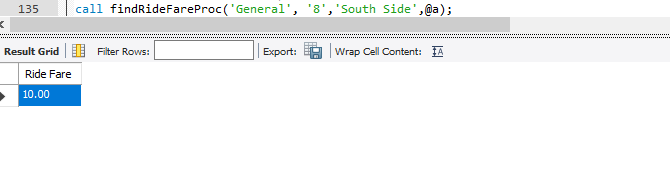 135 call findRideFareProc('General', '8','South Side',@a);
Result Grid Filter Rows: Export: Wrap Cell Content: IA
Ride Fare
10.00